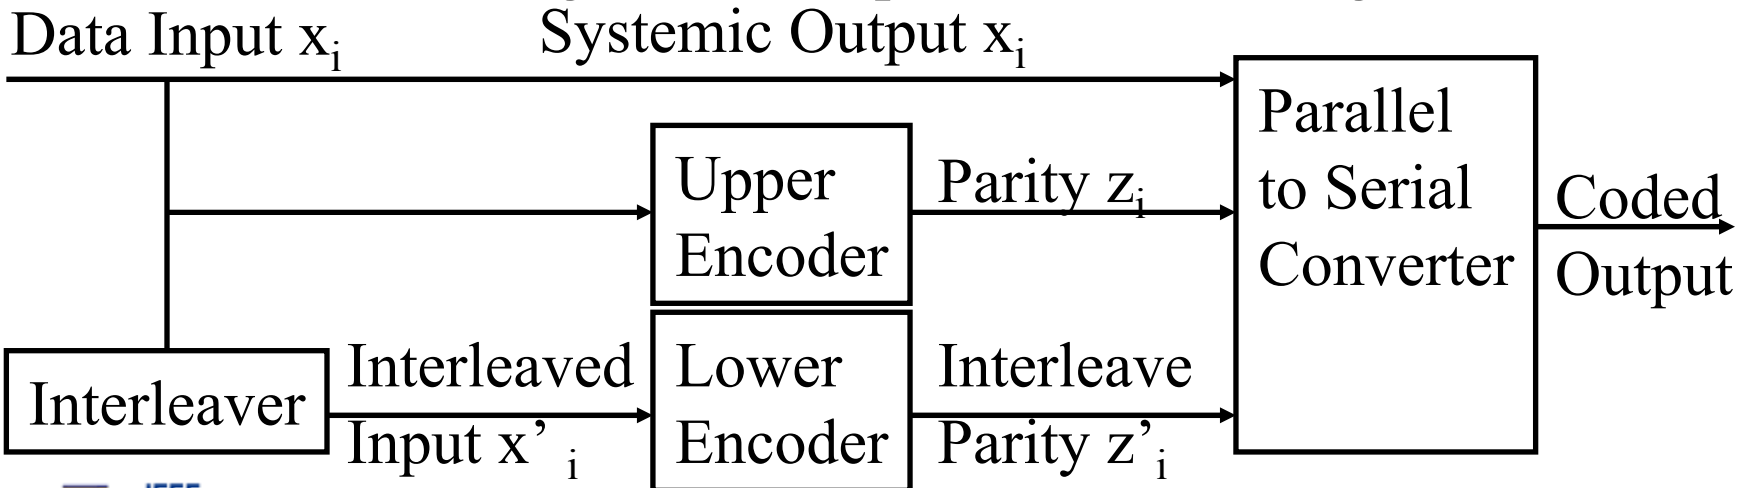 Data Input xi
Systemic Output xi
Parallel
to Serial
Converter
Upper
Encoder
Parity zi
Coded
Output
Interleaver
Interleaved
Input x’ i
Lower
Encoder
Interleave
Parity z’i
IEEE